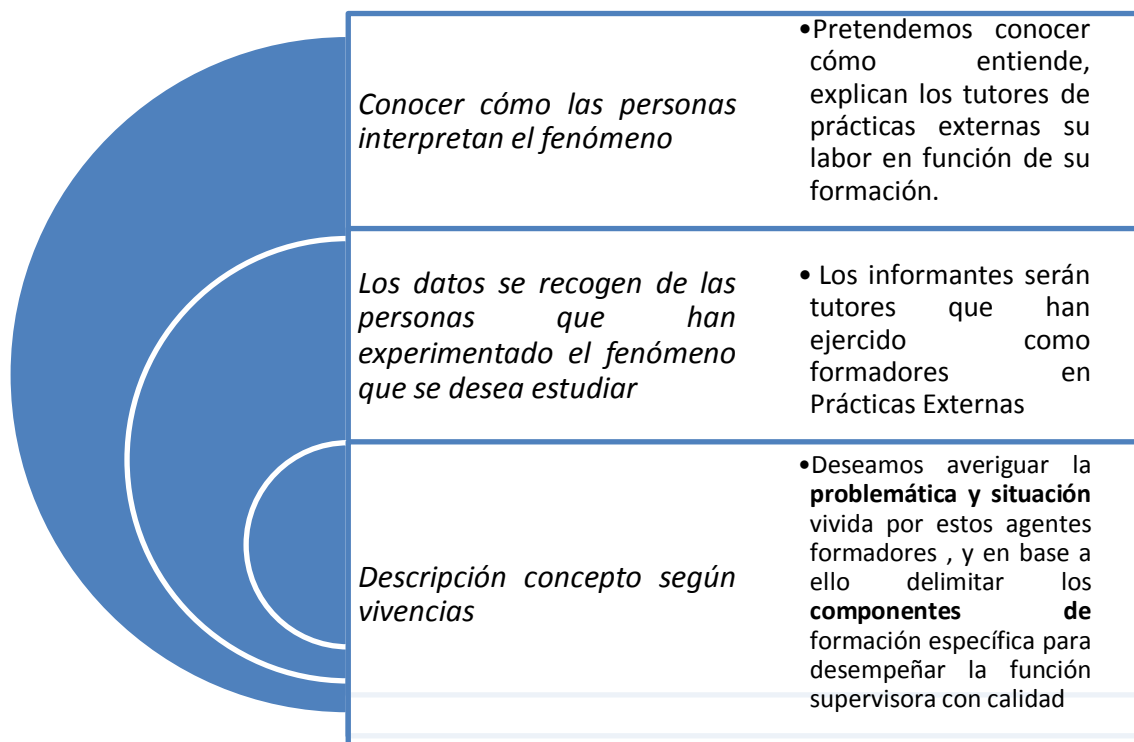 Conocer cómo las personas
interpretan el fenómeno
•Pretendemos conocer
cómo entiende,
explican los tutores de
prácticas externas su
labor en función de su
formación.
Los datos se recogen de las
personas que han
experimentado el fenómeno
que se desea estudiar
• Los informantes serán
tutores que han
ejercido como
formadores en
Prácticas Externas
Descripción concepto según
vivencias
•Deseamos averiguar la
problemática y situación
vivida por estos agentes
formadores , y en base a
ello delimitar los
componentes de
formación específica para
desempeñar la función
supervisora con calidad